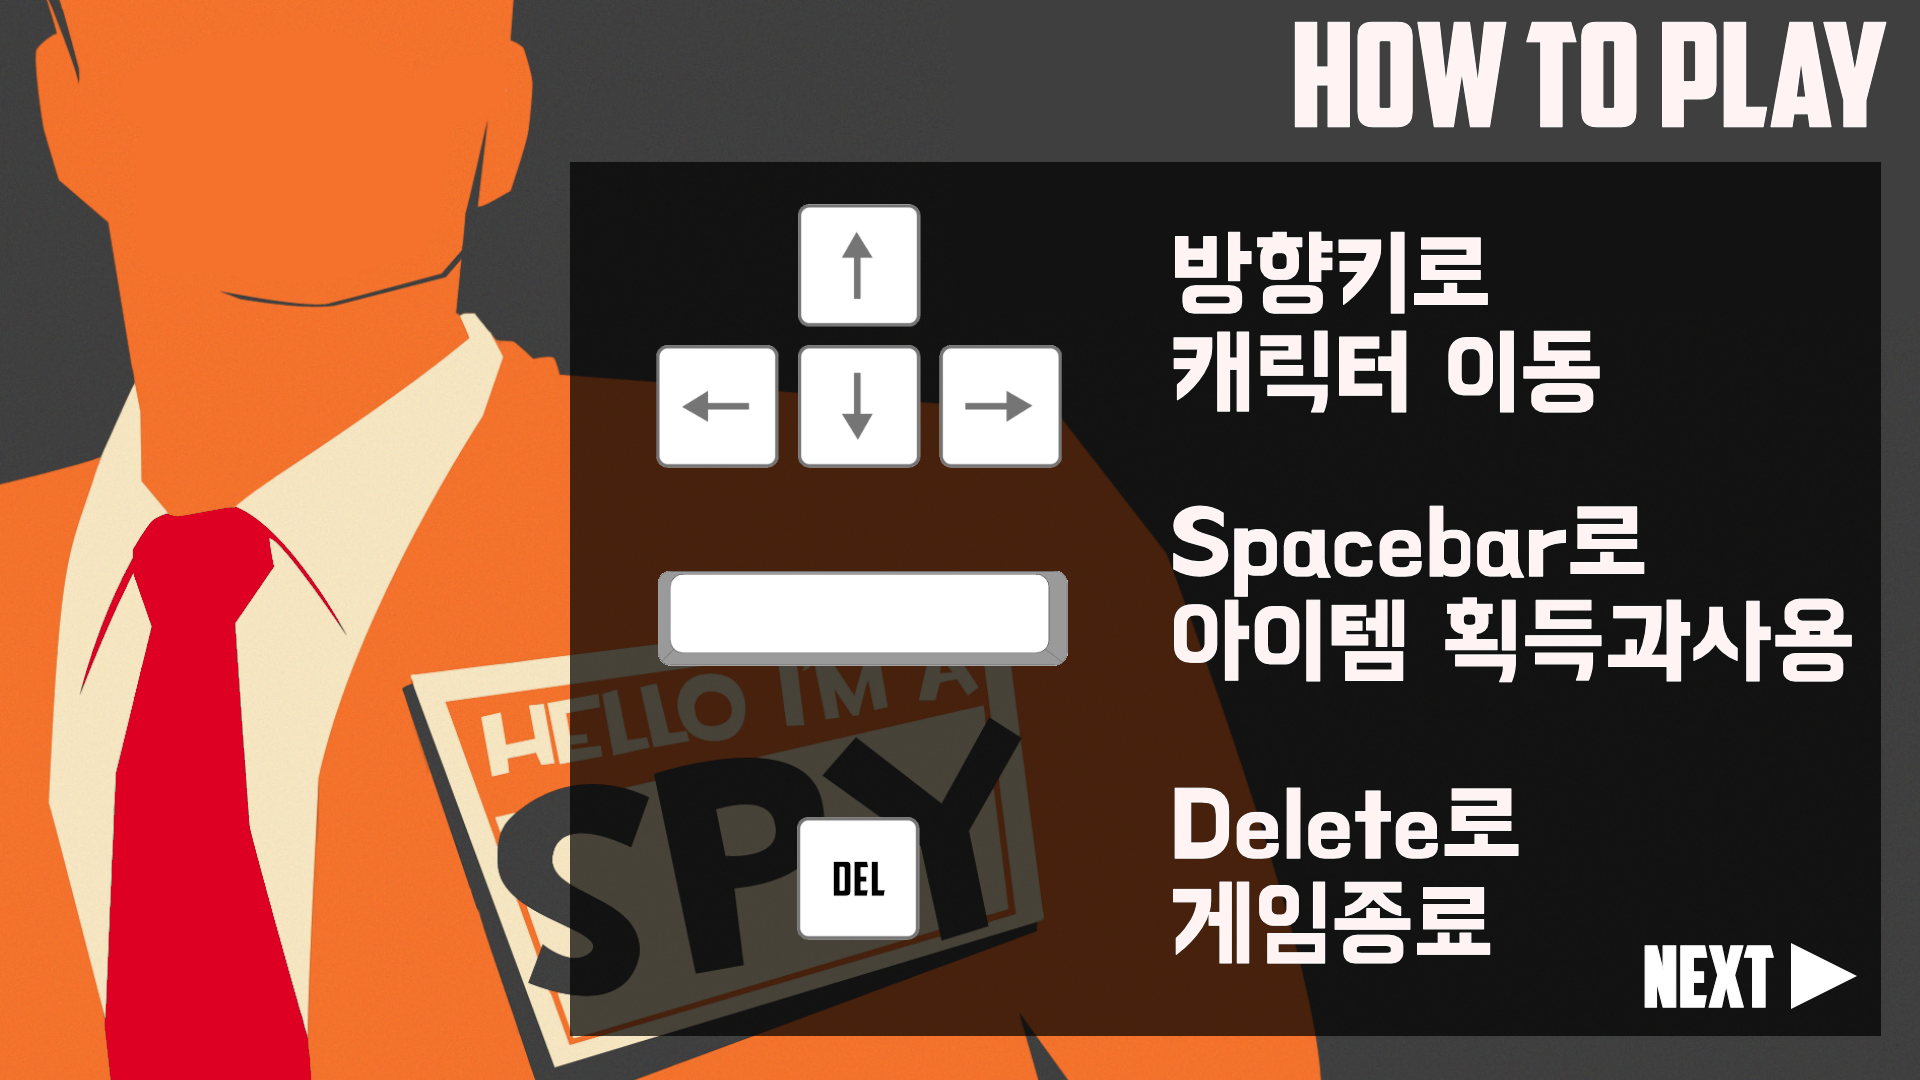 HOW TO PLAY
방향키로
캐릭터 이동
Spacebar로
아이템 획득과사용
HELLO I'M A
SPY
DEL
Delete로
게임종료
NEXT